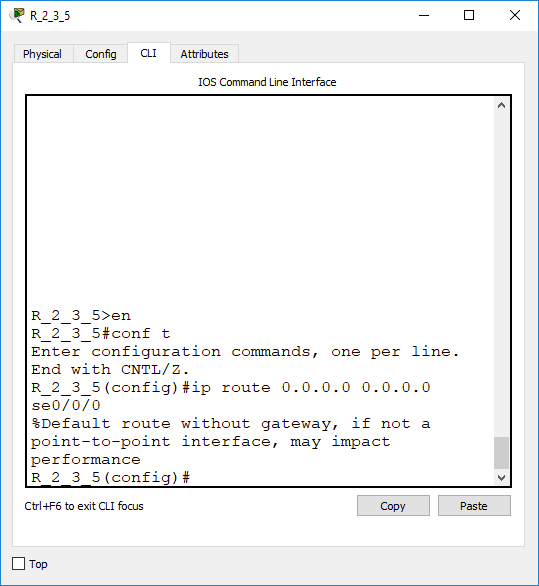 R_2_3_5
Physical Config CLI Attributes
IOS Command Line Interface
R_2_3_5>en
R_2_3_5#conf t
Enter configuration commands, one per line.
End with CNTL/Z.
R_2_3_5(config)#ip route 0.0.0.0 0.0.0.0
se0/0/0
%Default route without gateway, if not a
point-to-point interface, may impact
performance
R_2_3_5(config)#
Ctrl+F6 to exit CLI focus Copy Paste
Top